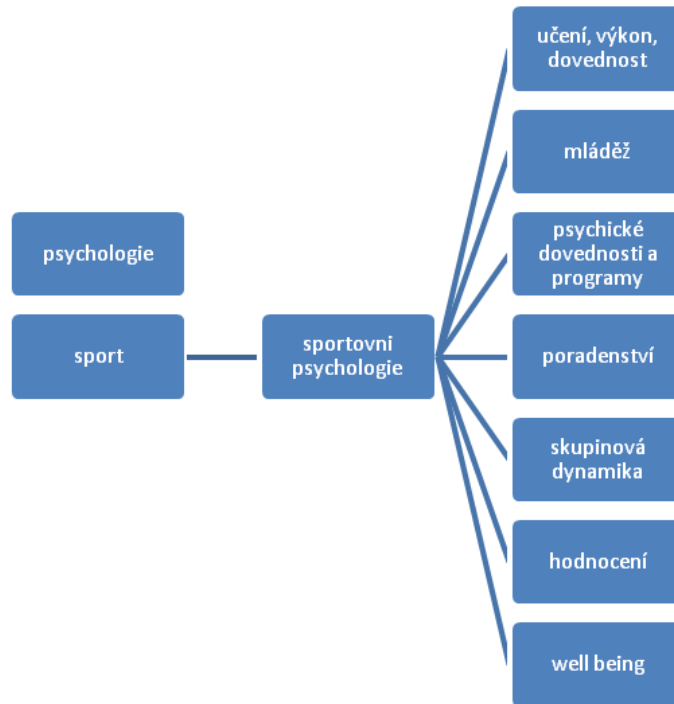 psychologie
sport
sportovni
psychologie
učení, výkon,
dovednost
mláděž
psychické
dovednosti a
programy
poradenství
skupinová
dynamika
hodnocení
well being